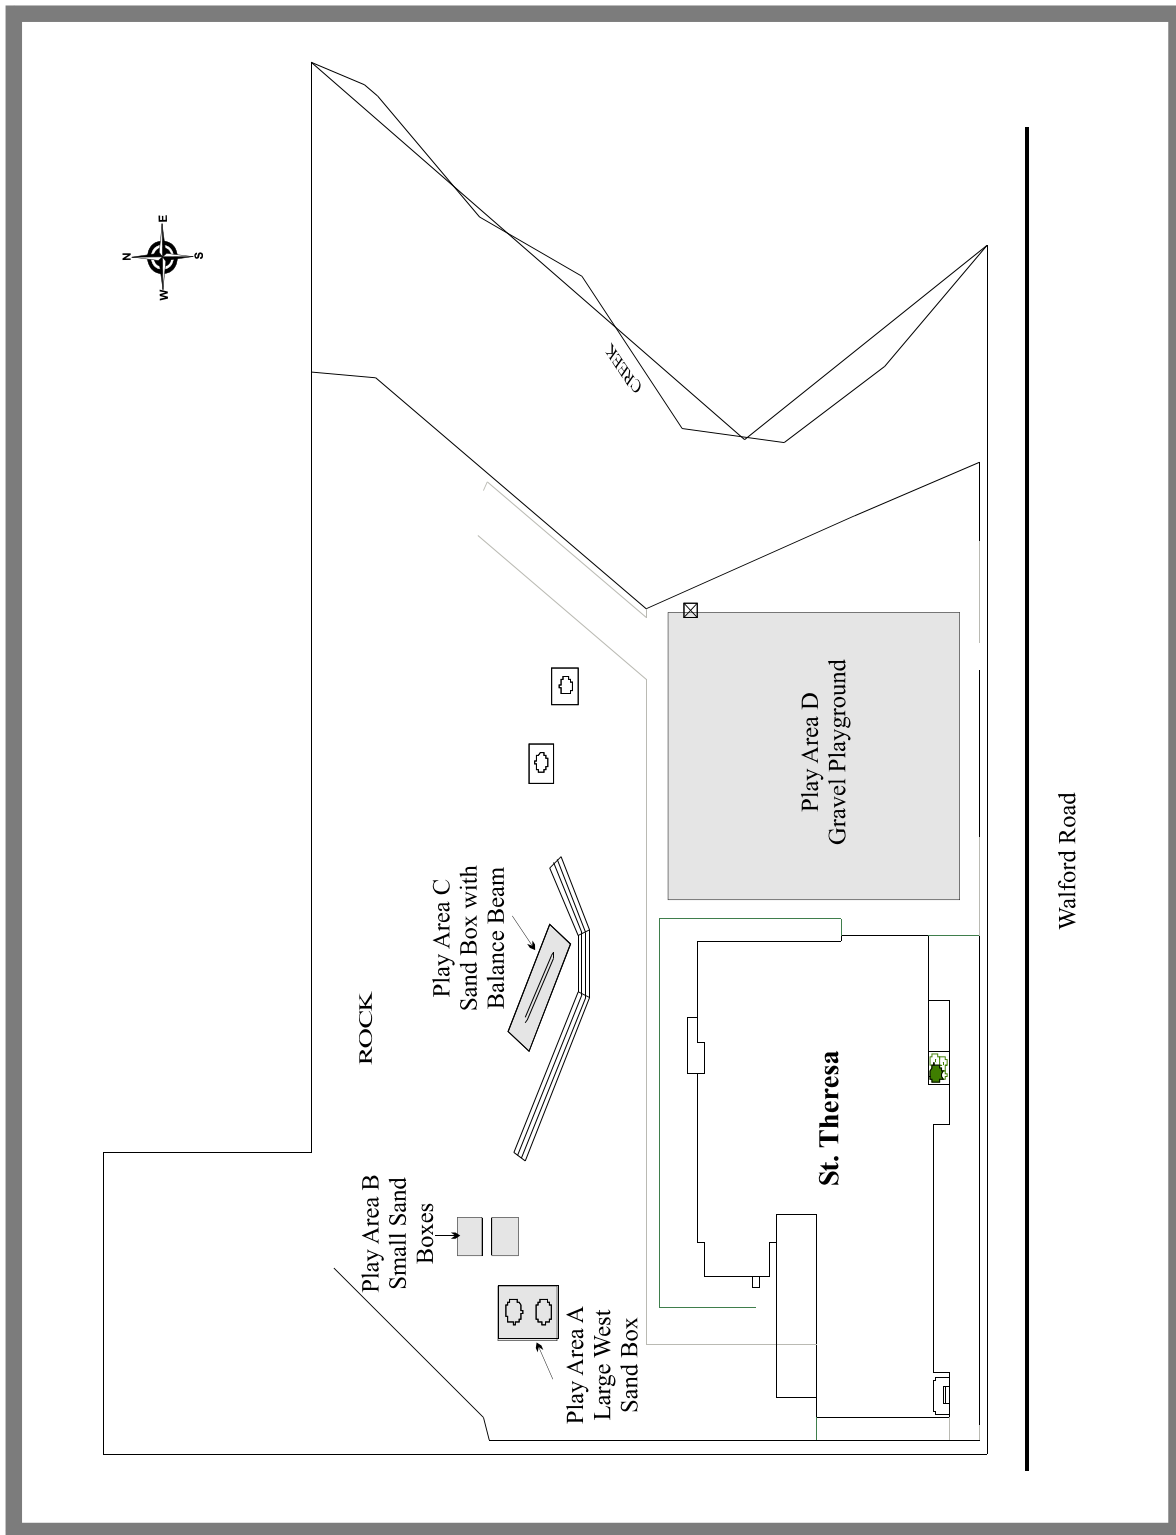 N
E
S
W
CREEK
ROCK
Play Area C
Sand Box with
Balance Beam
Play Area B
Small Sand
Boxes
Play Area A
Large West
Sand Box
Play Area D
Gravel Playground
St. Theresa
Walford Road